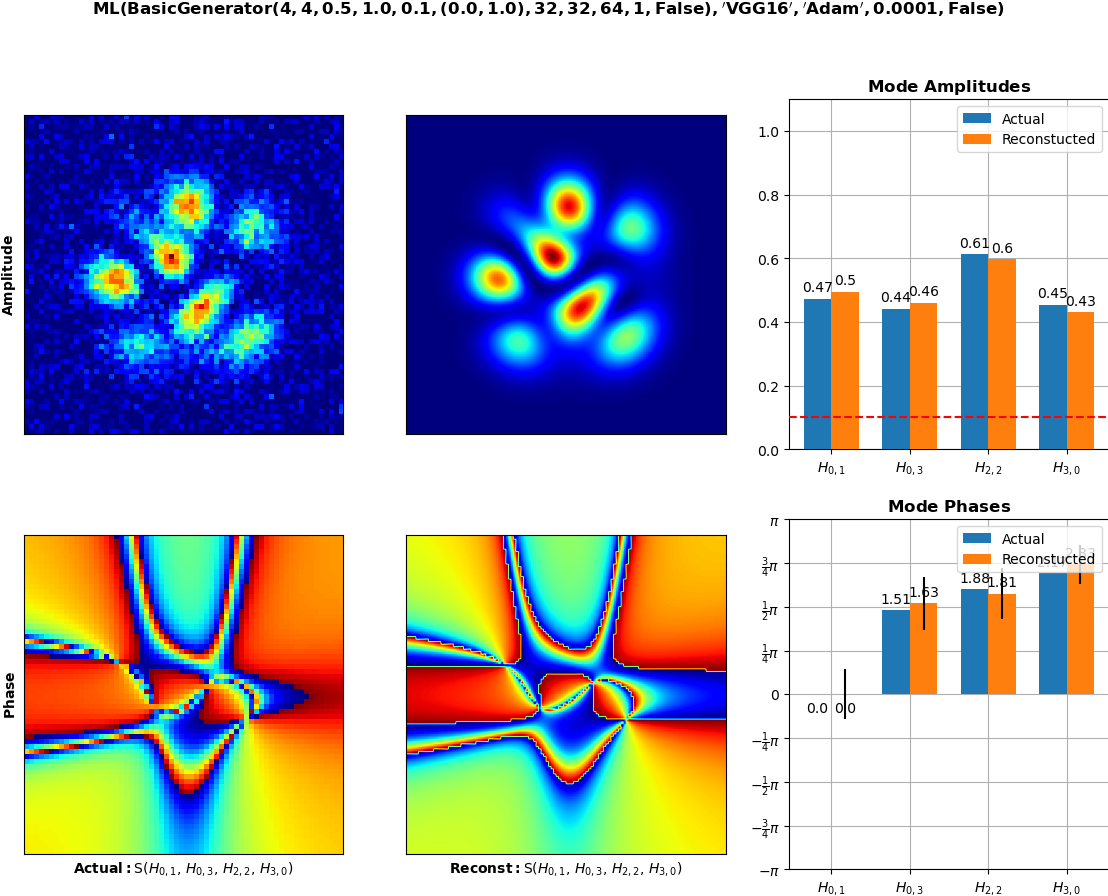 ML(BasicGenerator(4, 4, 0.5, 1.0, 0.1, (0.0, 1.0), 32, 32, 64, 1, False), ′VGG16′, ′Adam′, 0.0001, False)
Amplitude
Mode Amplitudes
Actual
Reconstucted
1.0
0.8
0.6
0.4
0.2
0.0
0.47
0.5
0.44
0.46
0.61
0.6
0.45
0.43
H0,1
H0,3
H2,2
H3,0
Phase
Actual: S(H0,1, H0,3, H2,2, H3,0)
Reconst: S(H0,1, H0,3, H2,2, H3,0)
Mode Phases
Actual
Reconstucted
π
3/4π
1/2π
1/4π
0
−1/4π
−1/2π
−3/4π
−π
0.0
0.0
1.51
1.63
1.88
1.81
H0,1
H0,3
H2,2
H3,0